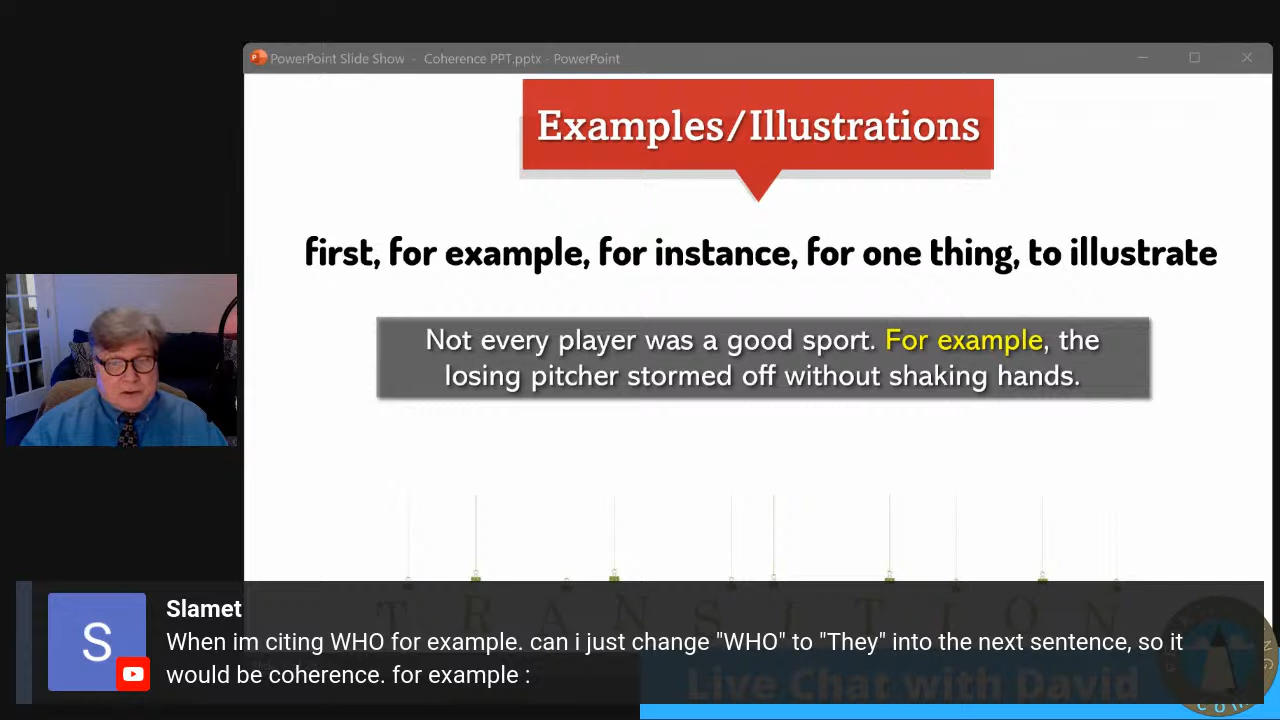 PowerPoint Slide Show - Coherence PPT.pptx - PowerPoint
Examples/Illustrations
first, for example, for instance, for one thing, to illustrate
Not every player was a good sport. For example, the
losing pitcher stormed off without shaking hands.
TRANSITION
S
Slamet
When im citing WHO for example. can i just change "WHO" to "They" into the next sentence, so it
would be coherence. for example :
Live Chat with David